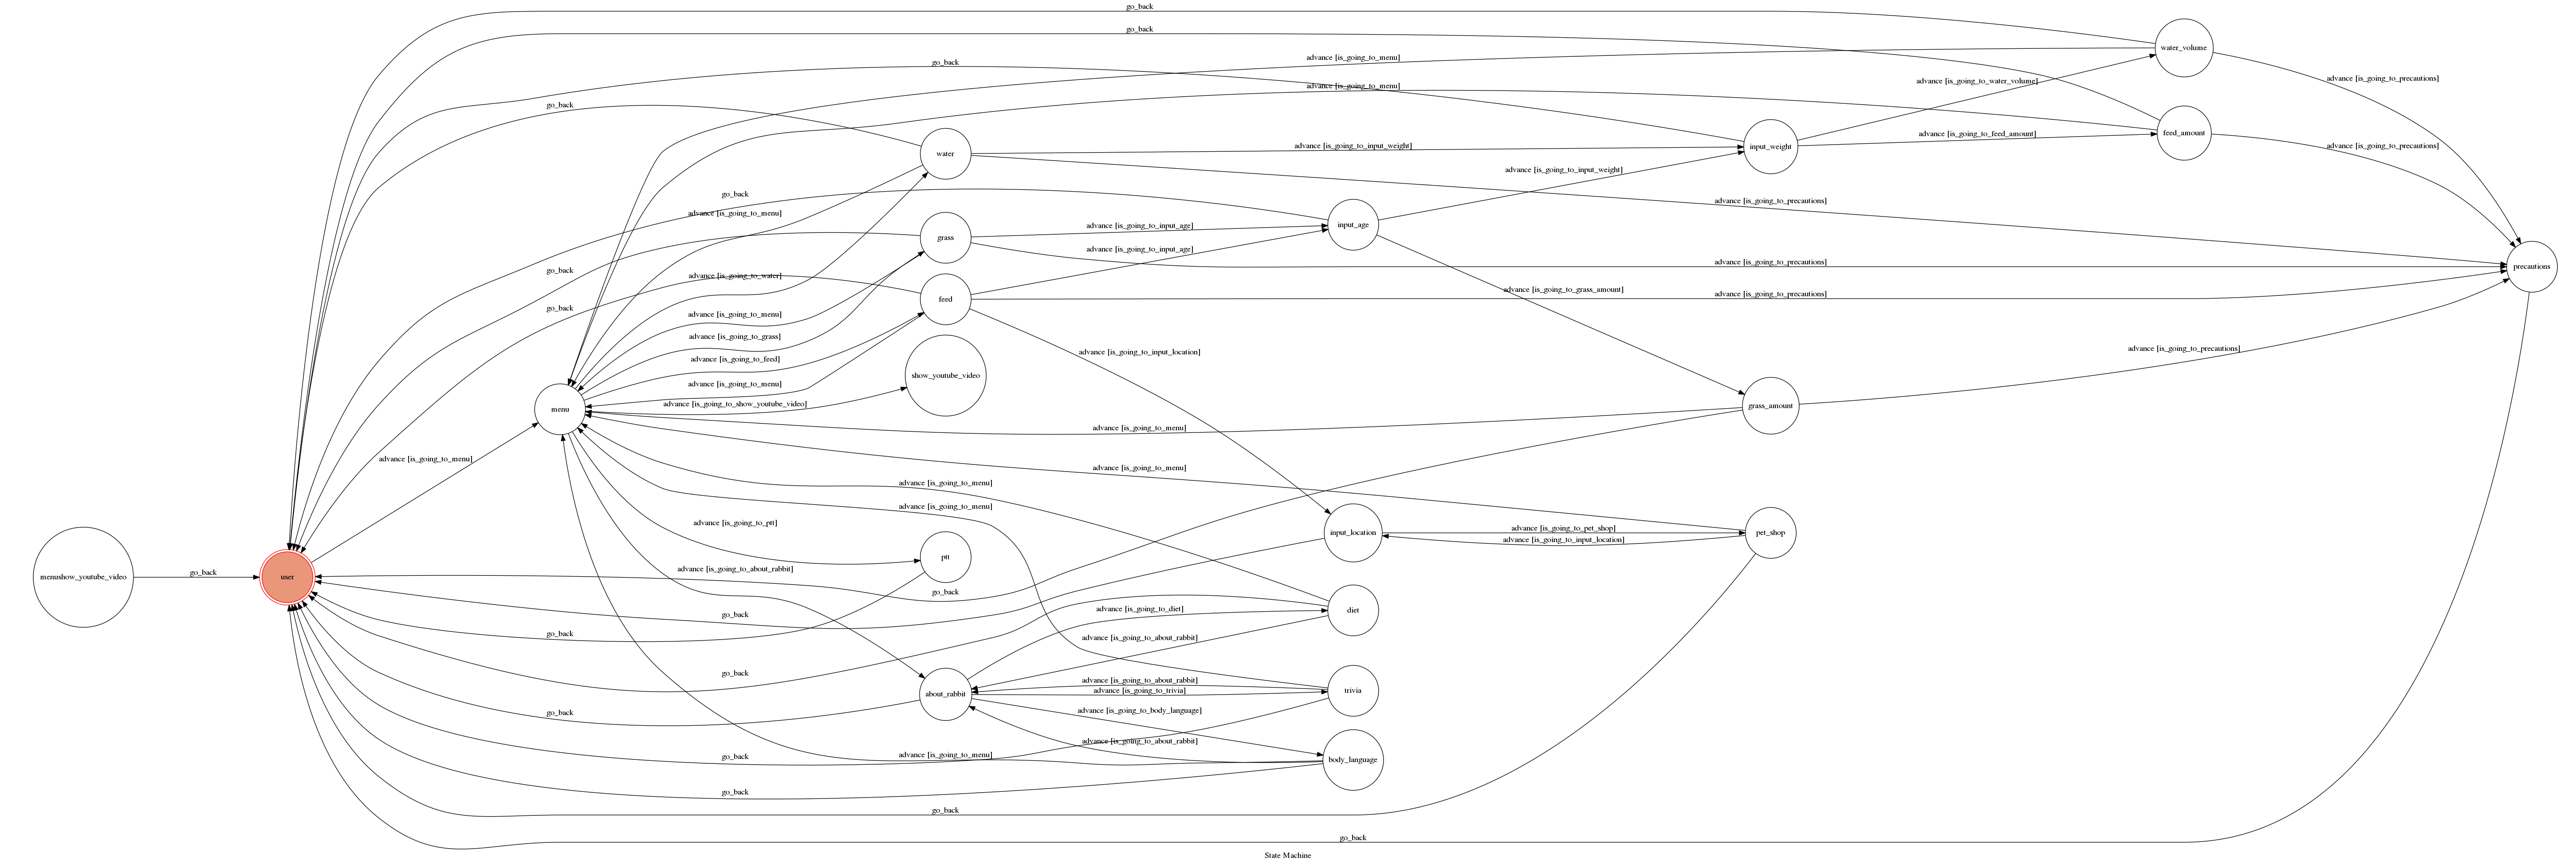 go_back
water_volume
go_back
advance [is_going_to_menu]
go_back
advance [is_going_to_precautions]
advance [is_going_to_water_volume]
advance [is_going_to_menu]
go_back
feed_amount
advance [is_going_to_feed_amount]
advance [is_going_to_input_weight]
input_weight
advance [is_going_to_precautions]
water
advance [is_going_to_input_weight]
go_back
advance [is_going_to_precautions]
advance [is_going_to_menu]
advance [is_going_to_input_age]
input_age
grass
advance [is_going_to_input_age]
advance [is_going_to_precautions]
precautions
go_back
advance [is_going_to_water]
advance [is_going_to_grass_amount]
advance [is_going_to_precautions]
feed
go_back
advance [is_going_to_menu]
advance [is_going_to_grass]
advance [is_going_to_precautions]
advance [is_going_to_input_location]
advance [is_going_to_feed]
show_youtube_video
advance [is_going_to_menu]
advance [is_going_to_show_youtube_video]
grass_amount
menu
advance [is_going_to_menu]
advance [is_going_to_menu]
advance [is_going_to_menu]
advance [is_going_to_menu]
advance [is_going_to_menu]
advance [is_going_to_ptt]
advance [is_going_to_pet_shop]
input_location
pet_shop
advance [is_going_to_input_location]
ptt
advance [is_going_to_about_rabbit]
go_back
menushow_youtube_video
user
go_back
advance [is_going_to_diet]
diet
go_back
go_back
advance [is_going_to_about_rabbit]
go_back
advance [is_going_to_about_rabbit]
advance [is_going_to_trivia]
trivia
about_rabbit
advance [is_going_to_body_language]
go_back
advance [is_going_to_about_rabbit]
advance [is_going_to_menu]
go_back
body_language
go_back
go_back
go_back
State Machine